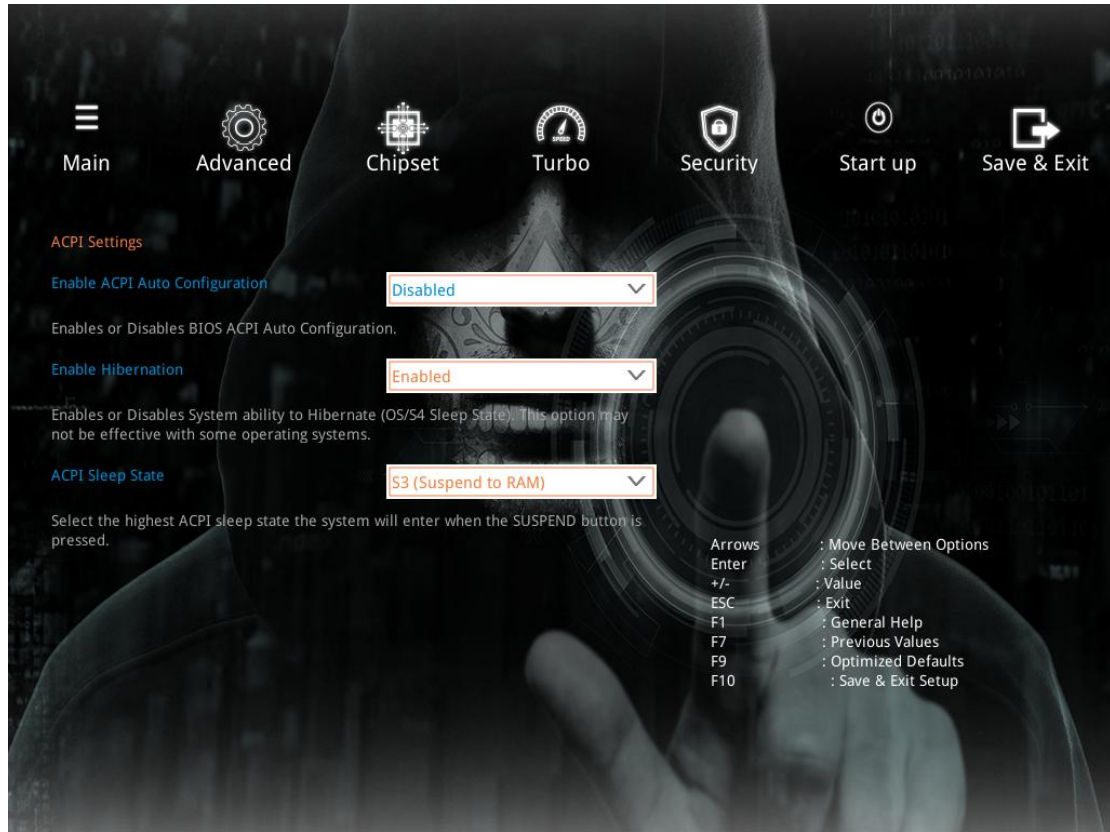 Main Advanced Chipset Turbo Security Start up Save & Exit
SPEED
ACPI Settings
Enable ACPI Auto Configuration Disabled
Enables or Disables BIOS ACPI Auto Configuration.
Enable Hibernation Enabled
Enables or Disables System ability to Hibernate (OS/S4 Sleep State). This option may
not be effective with some operating systems.
ACPI Sleep State S3 (Suspend to RAM)
Select the highest ACPI sleep state the system will enter when the SUSPEND button is
pressed.
Arrows : Move Between Options
Enter : Select
+/- : Value
ESC : Exit
F1 : General Help
F7 : Previous Values
F9 : Optimized Defaults
F10 : Save & Exit Setup